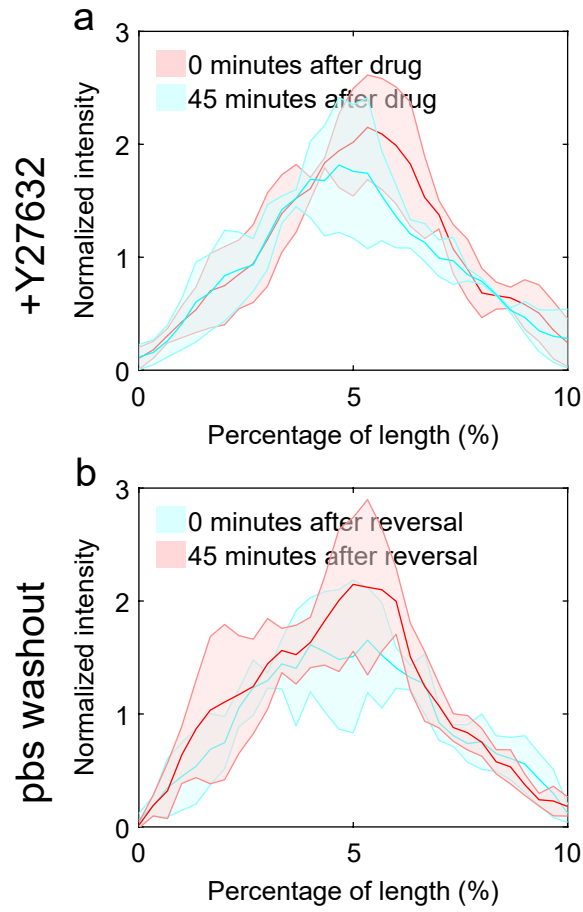 a
+Y27632
Normalized intensity
3
2
1
0
0 minutes after drug
45 minutes after drug
0
5
10
Percentage of length (%)
b
pbs washout
Normalized intensity
3
2
1
0
0 minutes after reversal
45 minutes after reversal
0
5
10
Percentage of length (%)